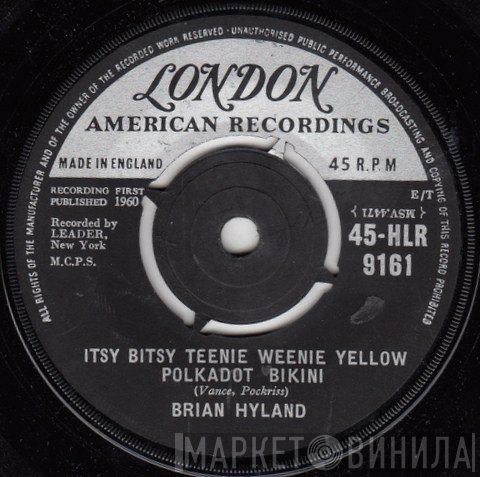 ALL RIGHTS OF THE MANUFACTURER AND OF THE OWNER OF THE RECORDED WORK RESERVED · UNAUTHORISED PUBLIC PERFORMANCE BROADCASTING AND COPYING OF THIS RECORD PROHIBITED
LONDON
AMERICAN RECORDINGS
MADE IN ENGLAND
45 R.P.M
RECORDING FIRST
PUBLISHED 1960
E/T
Recorded by
LEADER,
New York
45-HLR
9161
M.C.P.S.
ITSY BITSY TEENIE WEENIE YELLOW
POLKADOT BIKINI
(Vance, Pockriss)
BRIAN HYLAND
МАРКЕТ ВИНИЛА